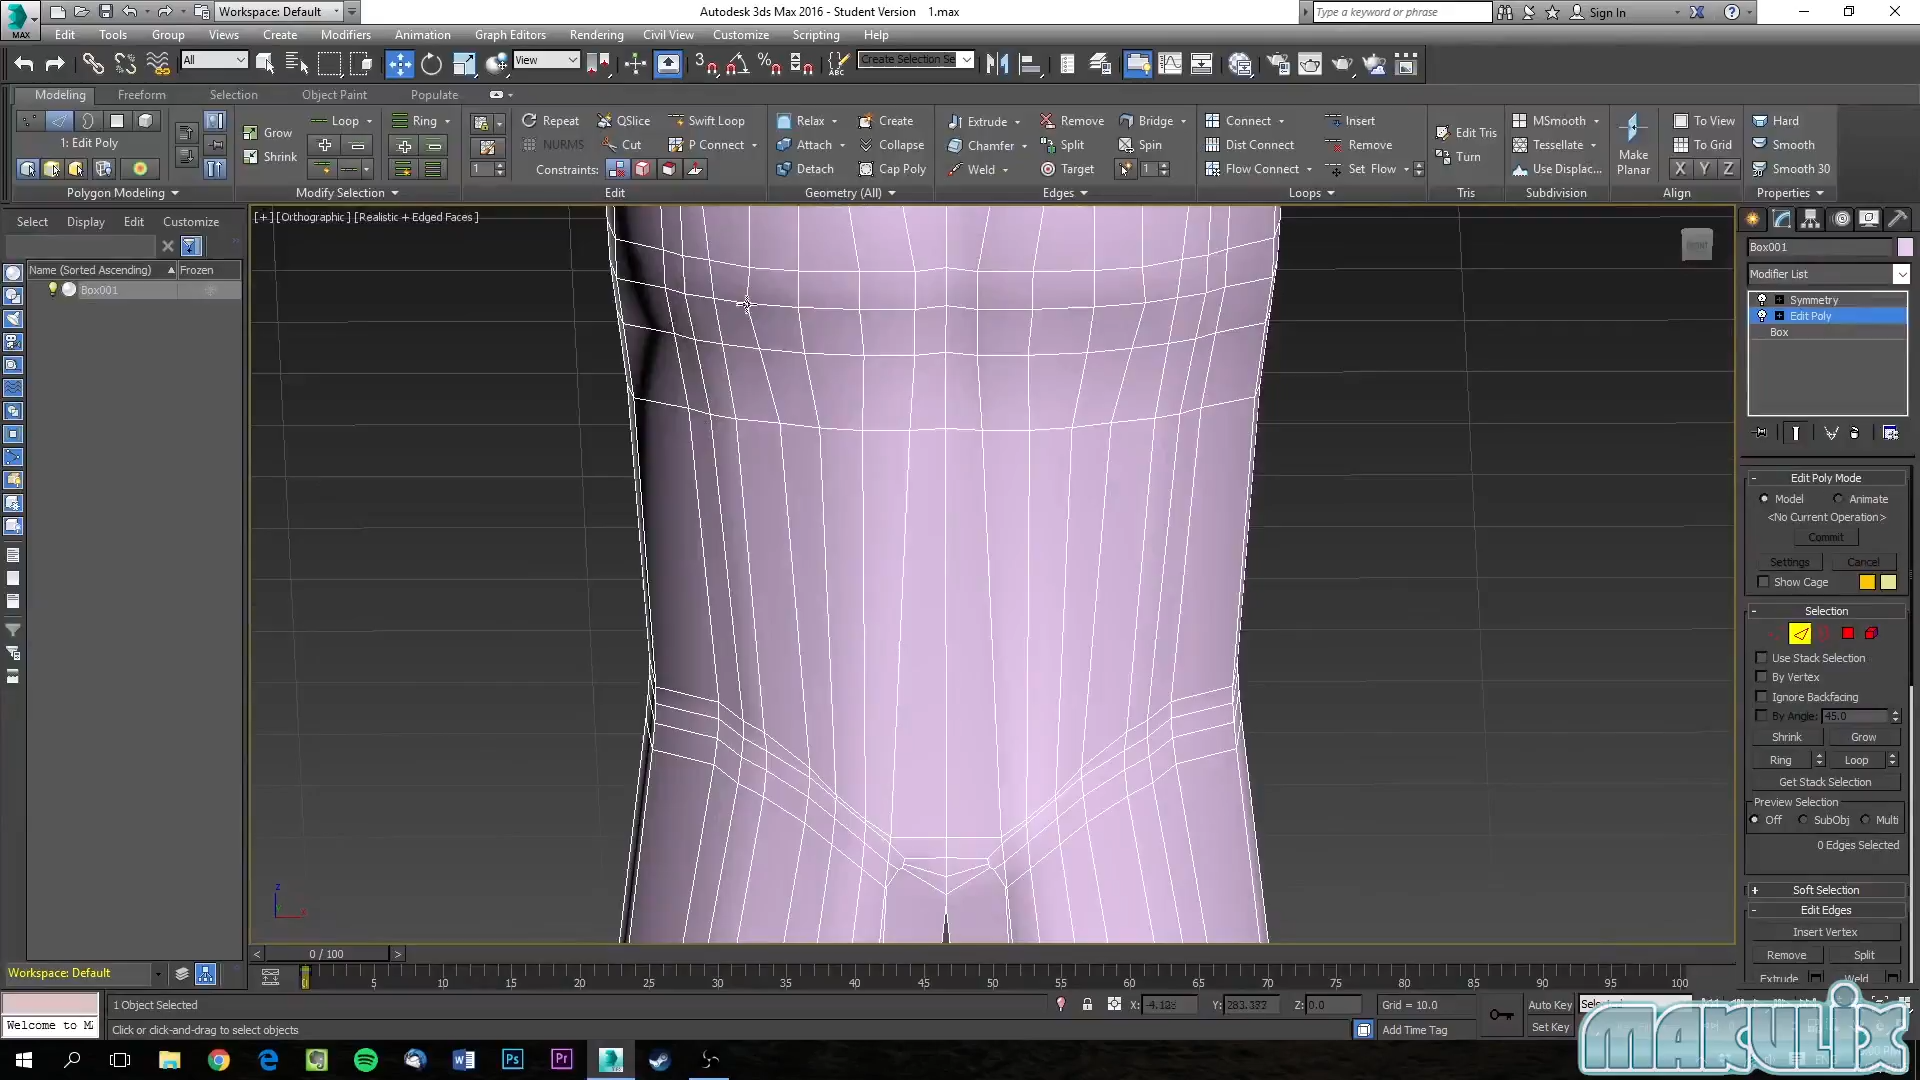 Workspace: Default
Autodesk 3ds Max 2016 - Student Version 1.max
Type a keyword or phrase
Sign In
MAX
Edit Tools Group Views Create Modifiers Animation Graph Editors Rendering Civil View Customize Scripting Help
All
View
Create Selection Se
Modeling Freeform Selection Object Paint Populate
Loop Ring Repeat QSlice Swift Loop Relax Create Extrude Remove Bridge Connect Insert MSmooth To View Hard
Grow
1: Edit Poly
Shrink
NURMS Cut P Connect Attach Collapse Chamfer Split Spin Dist Connect Remove Edit Tris Tessellate Make Planar To Grid Smooth
Constraints: Detach Cap Poly Weld Target 1 Flow Connect Set Flow Turn Use Displac... X Y Z Smooth 30
Polygon Modeling Modify Selection Edit Geometry (All) Edges Loops Tris Subdivision Align Properties
Select Display Edit Customize
Name (Sorted Ascending) Frozen
Box001
[+] [Orthographic] [Realistic + Edged Faces]
FRONT
z
Box001
Modifier List
Symmetry
Edit Poly
Box
Edit Poly Mode
Model Animate
<No Current Operation>
Commit
Settings Cancel
Show Cage
Selection
Use Stack Selection
By Vertex
Ignore Backfacing
By Angle: 45.0
Shrink Grow
Ring Loop
Get Stack Selection
Preview Selection
Off SubObj Multi
0 Edges Selected
Soft Selection
Edit Edges
Insert Vertex
Remove Split
Extrude Weld
< 0 / 100 >
Workspace: Default
5 10 15 20 25 30 35 40 45 50 55 60 65 70 75 80 85 90 95 100
1 Object Selected
X: Y: Z: 0.0
Grid = 10.0
Auto Key
Welcome to M
Click or click-and-drag to select objects
Add Time Tag
Set Key
MAKULIX